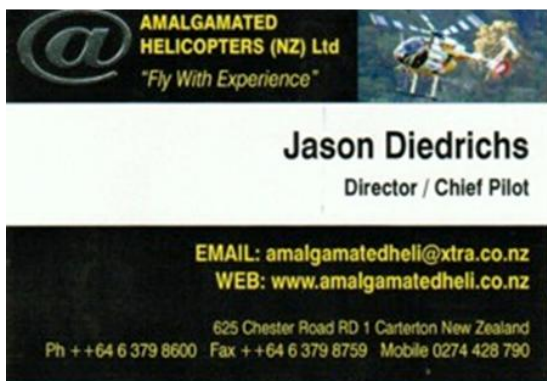 @
AMALGAMATED
HELICOPTERS (NZ) Ltd
"Fly With Experience"
Jason Diedrichs
Director / Chief Pilot
EMAIL: amalgamatedheli@xtra.co.nz
WEB: www.amalgamatedheli.co.nz
625 Chester Road RD 1 Carterton New Zealand
Ph ++64 6 379 8600 Fax ++64 6 379 8759 Mobile 0274 428 790